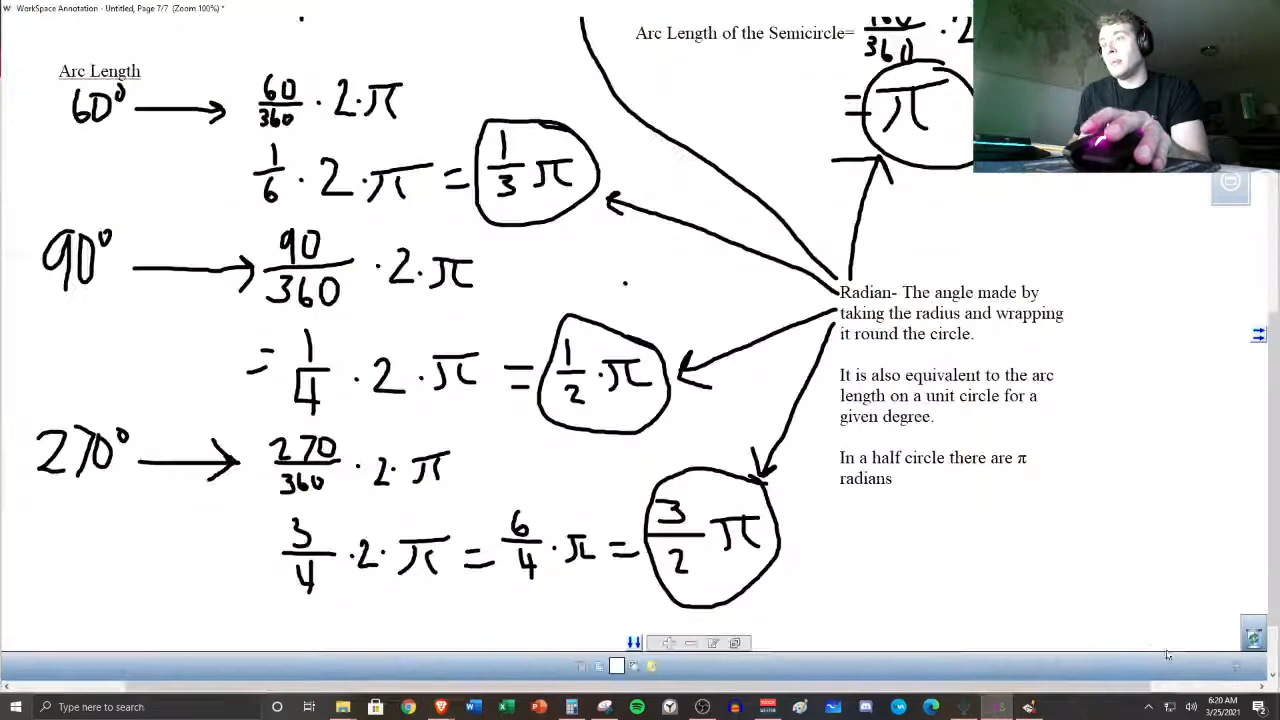 WorkSpace Annotation - Untitled, Page 7/7 (Zoom 100%) *
Arc Length of the Semicircle=
360
· 2
= π
Arc Length
60° → 60/360 · 2 · π
1/6 · 2 · π = 1/3 π
90° → 90/360 · 2 · π
= 1/4 · 2 · π = 1/2 · π
270° → 270/360 · 2 · π
3/4 · 2 · π = 6/4 · π = 3/2 π
Radian- The angle made by
taking the radius and wrapping
it round the circle.
It is also equivalent to the arc
length on a unit circle for a
given degree.
In a half circle there are π
radians
Type here to search
6:20 AM
3/25/2021